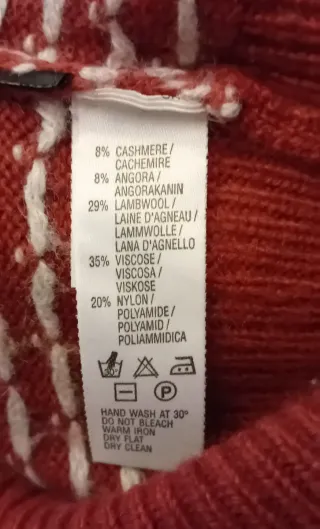 8% CASHMERE /
CACHEMIRE
8% ANGORA /
ANGORAKANIN
29% LAMBWOOL /
LAINE D'AGNEAU /
LAMMWOLLE /
LANA D'AGNELLO
35% VISCOSE /
VISCOSA /
VISKOSE
20% NYLON /
POLYAMIDE /
POLYAMID /
POLIAMMIDICA
P
HAND WASH AT 30°
DO NOT BLEACH
WARM IRON
DRY FLAT
DRY CLEAN